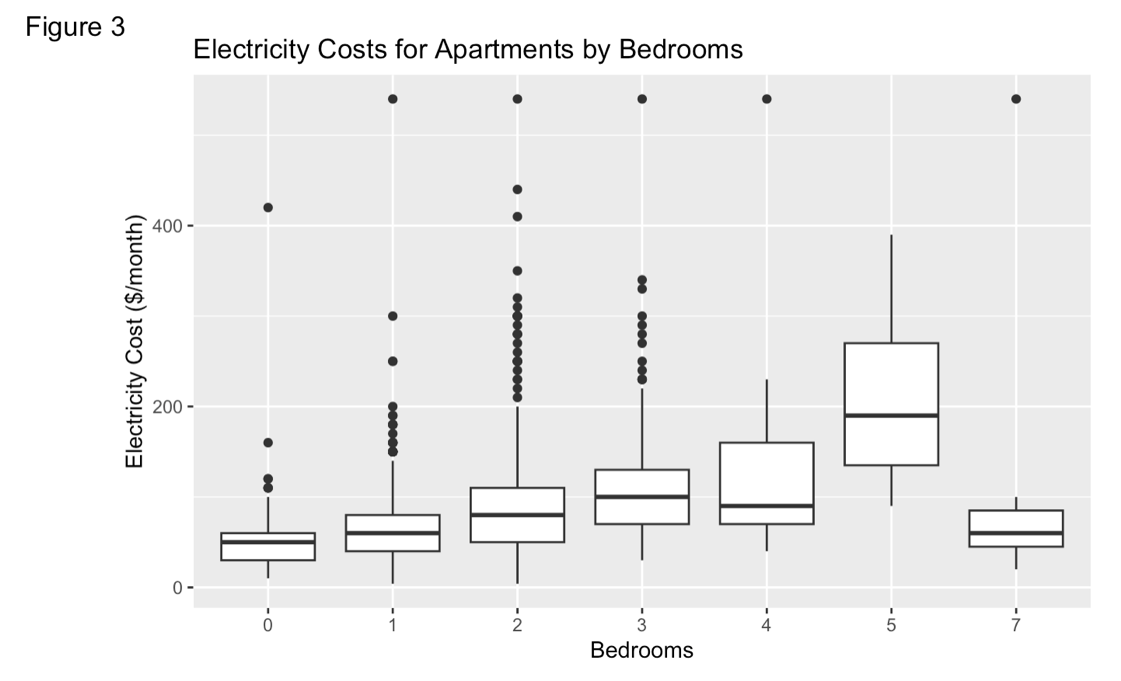 Figure 3
Electricity Costs for Apartments by Bedrooms
Electricity Cost ($/month)
400
200
0
0 1 2 3 4 5 7
Bedrooms